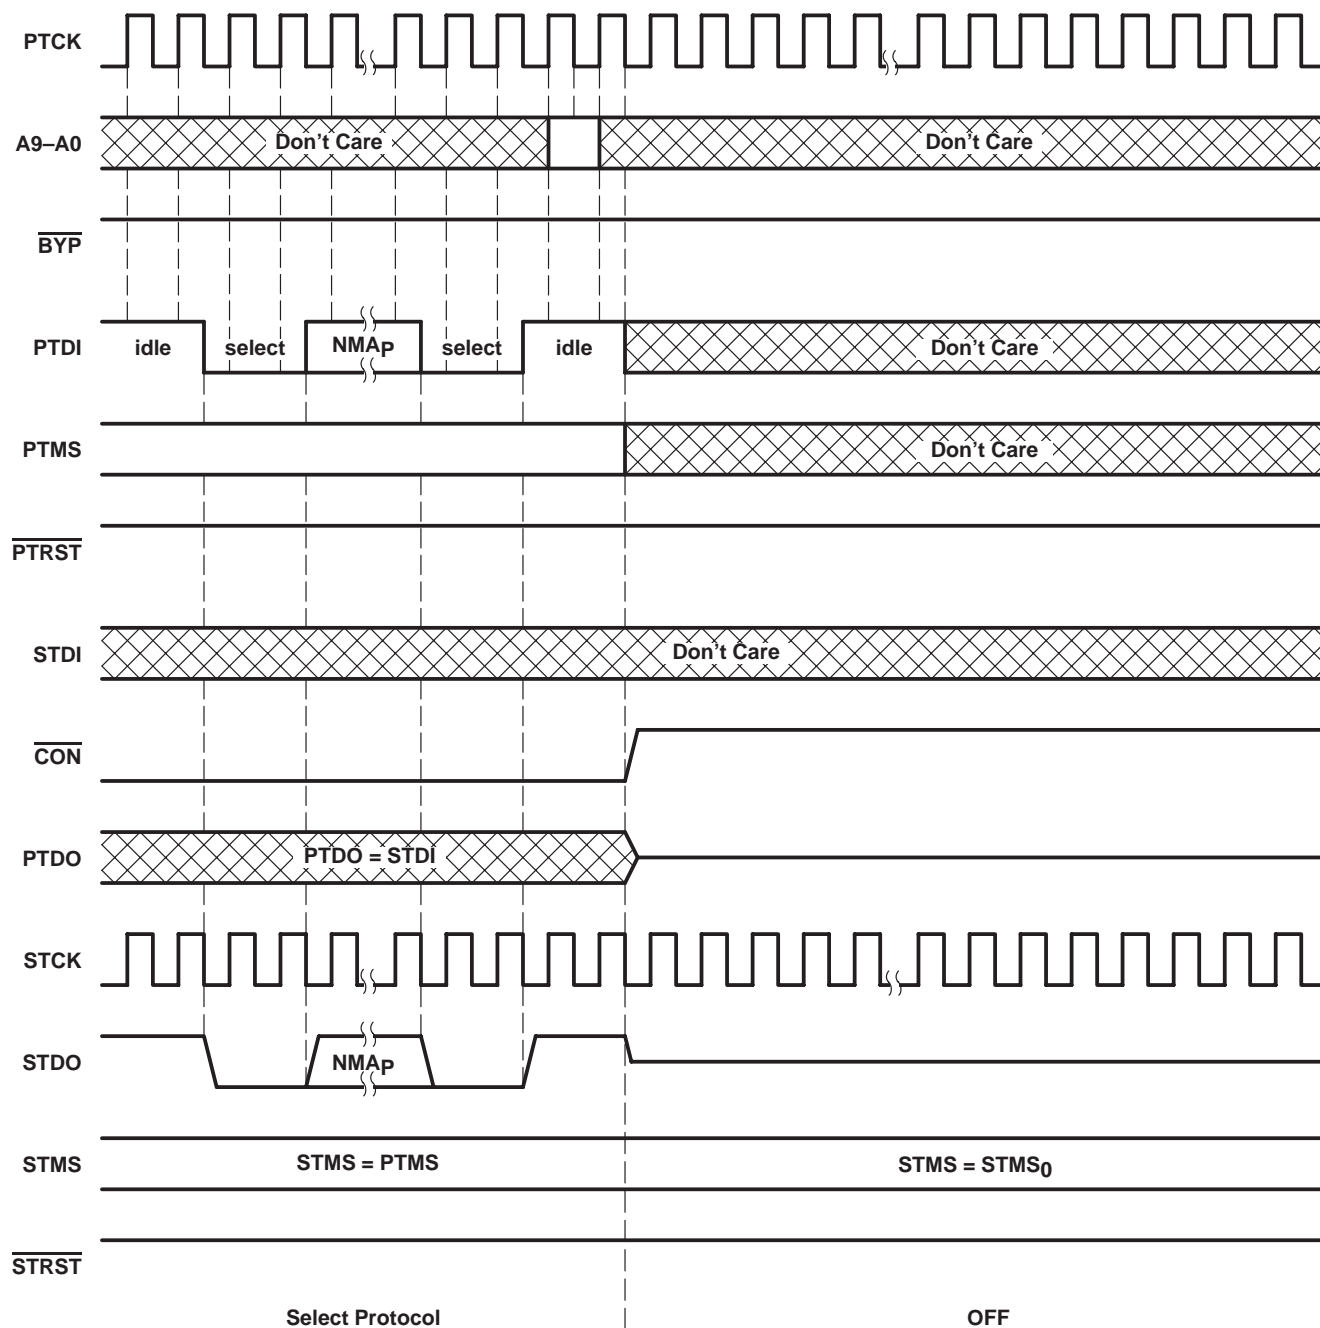 PTCK
A9–A0 Don't Care Don't Care
BYP
PTDI idle select NMAP select idle Don't Care
PTMS Don't Care
PTRST
STDI Don't Care
CON
PTDO PTDO = STDI
STCK
STDO NMAP
STMS STMS = PTMS STMS = STMS0
STRST
Select Protocol OFF